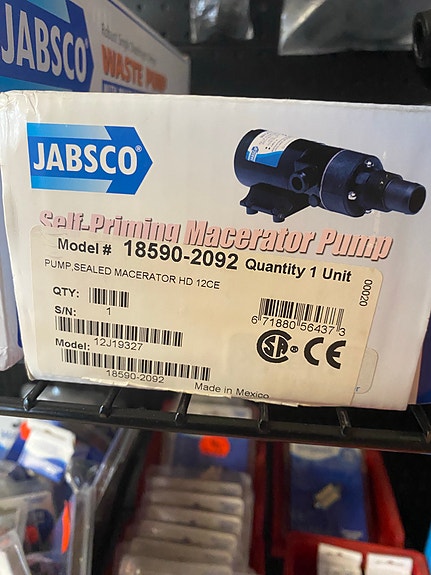 JABSCO
WASTE PUMP
JABSCO®
Self-Priming Macerator Pump
Model # 18590-2092 Quantity 1 Unit
PUMP,SEALED MACERATOR HD 12CE
00020
QTY:
1
S/N:
12J19327
6 71880 56437 3
Model:
18590-2092
SA® CE
Made in Mexico